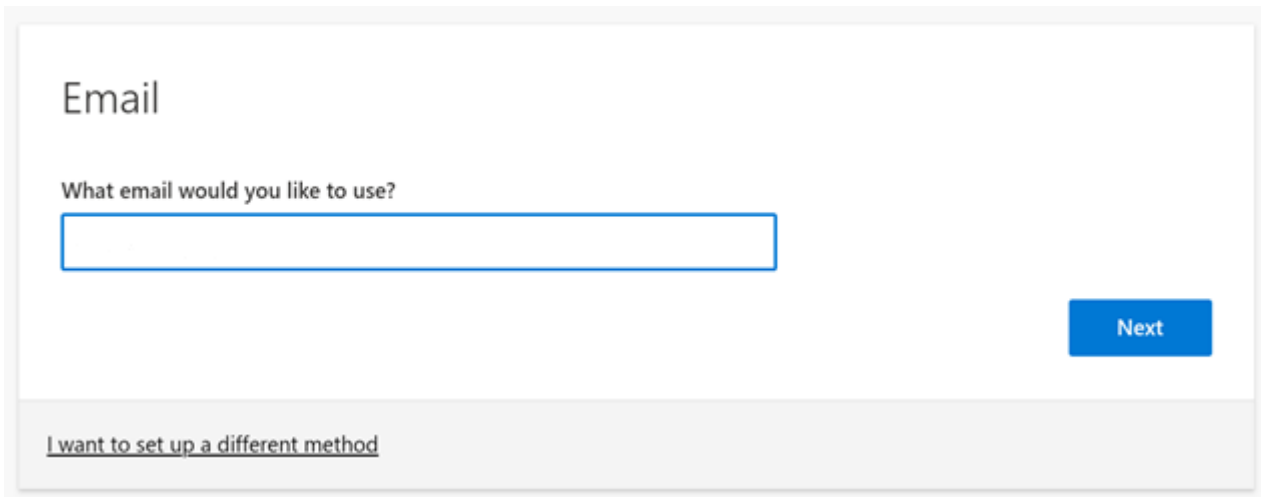 Email
What email would you like to use?
Next
I want to set up a different method